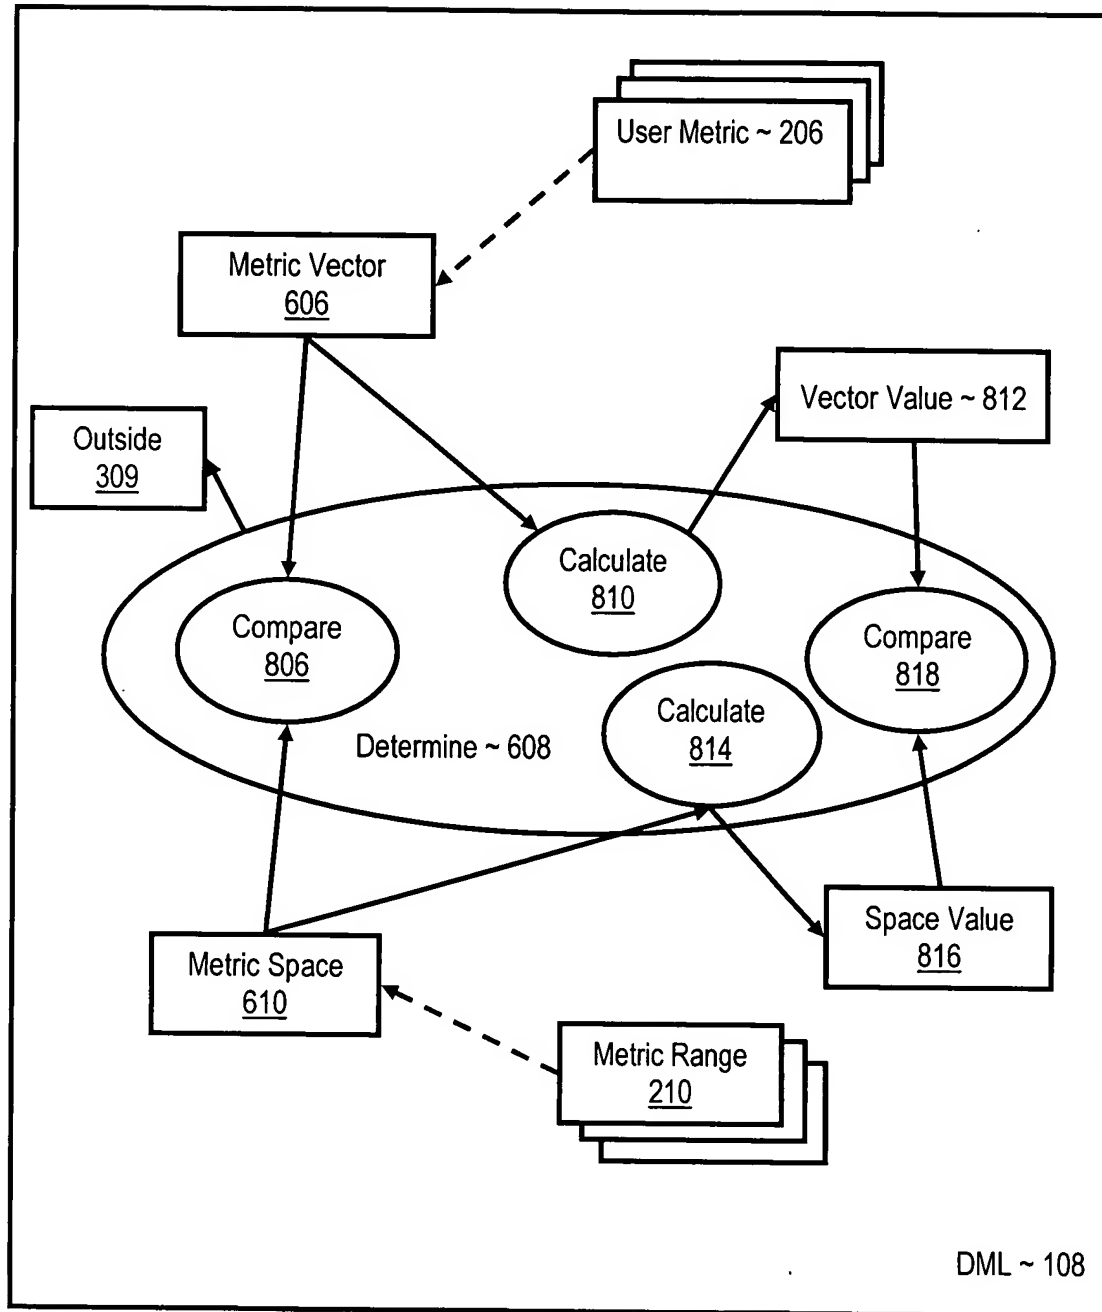 User Metric ~ 206
Metric Vector
606
Vector Value ~ 812
Outside
309
Calculate
810
Compare
806
Compare
818
Calculate
814
Determine ~ 608
Space Value
816
Metric Space
610
Metric Range
210
DML ~ 108